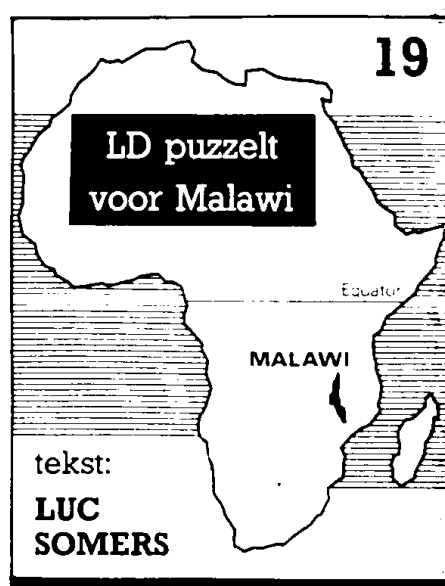 19
LD puzzelt
voor Malawi
Equator
MALAWI
tekst:
LUC
SOMERS